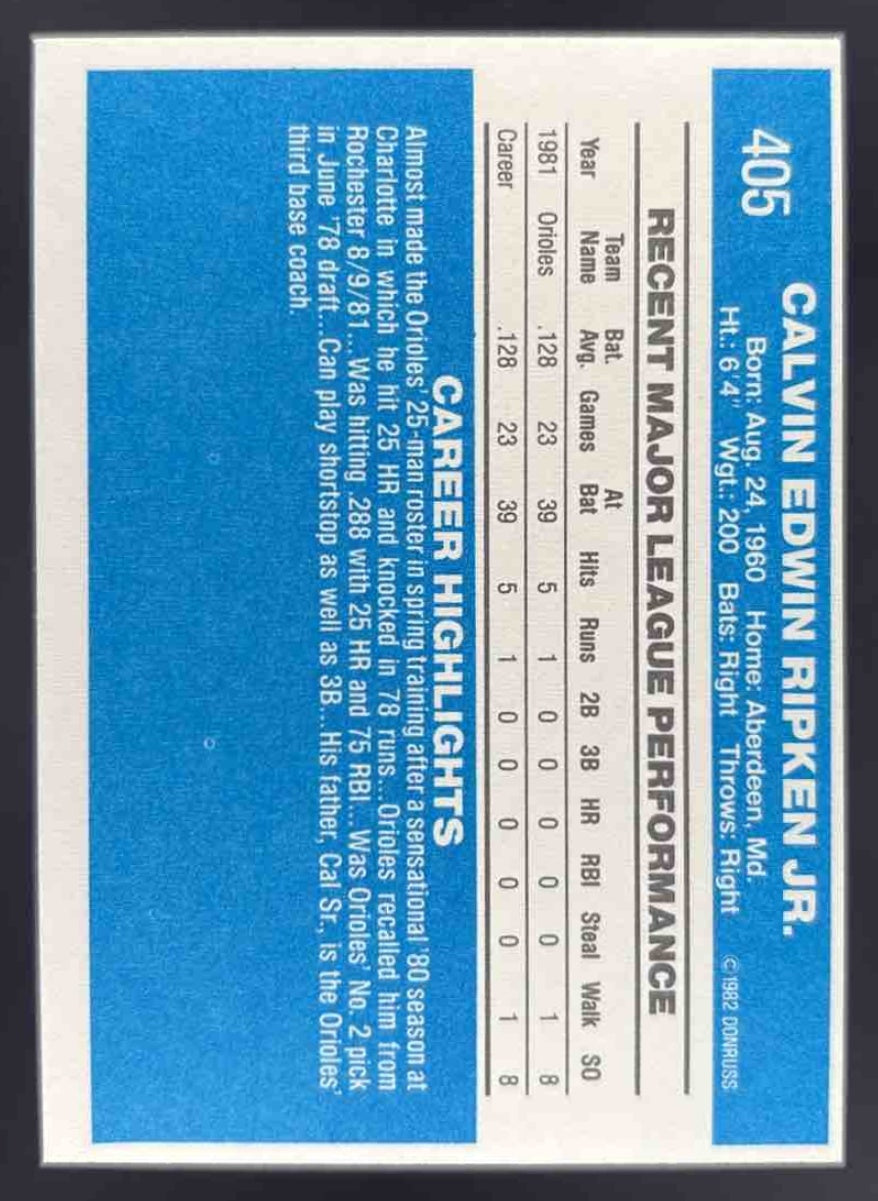 405
CALVIN EDWIN RIPKEN JR.
Born: Aug. 24, 1960 Home: Aberdeen, Md.
Ht.: 6'4" Wgt.: 200 Bats: Right Throws: Right © 1982 DONRUSS
RECENT MAJOR LEAGUE PERFORMANCE
Team Bat. At
Year Name Avg. Games Bat Hits Runs 2B 3B HR RBI Steal Walk SO
1981 Orioles .128 23 39 5 1 0 0 0 0 0 1 8
Career .128 23 39 5 1 0 0 0 0 0 1 8
CAREER HIGHLIGHTS
Almost made the Orioles' 25-man roster in spring training after a sensational '80 season at
Charlotte in which he hit 25 HR and knocked in 78 runs...Orioles recalled him from
Rochester 8/9/81...Was hitting .288 with 25 HR and 75 RBI...Was Orioles' No. 2 pick
in June '78 draft...Can play shortstop as well as 3B...His father, Cal Sr., is the Orioles'
third base coach.